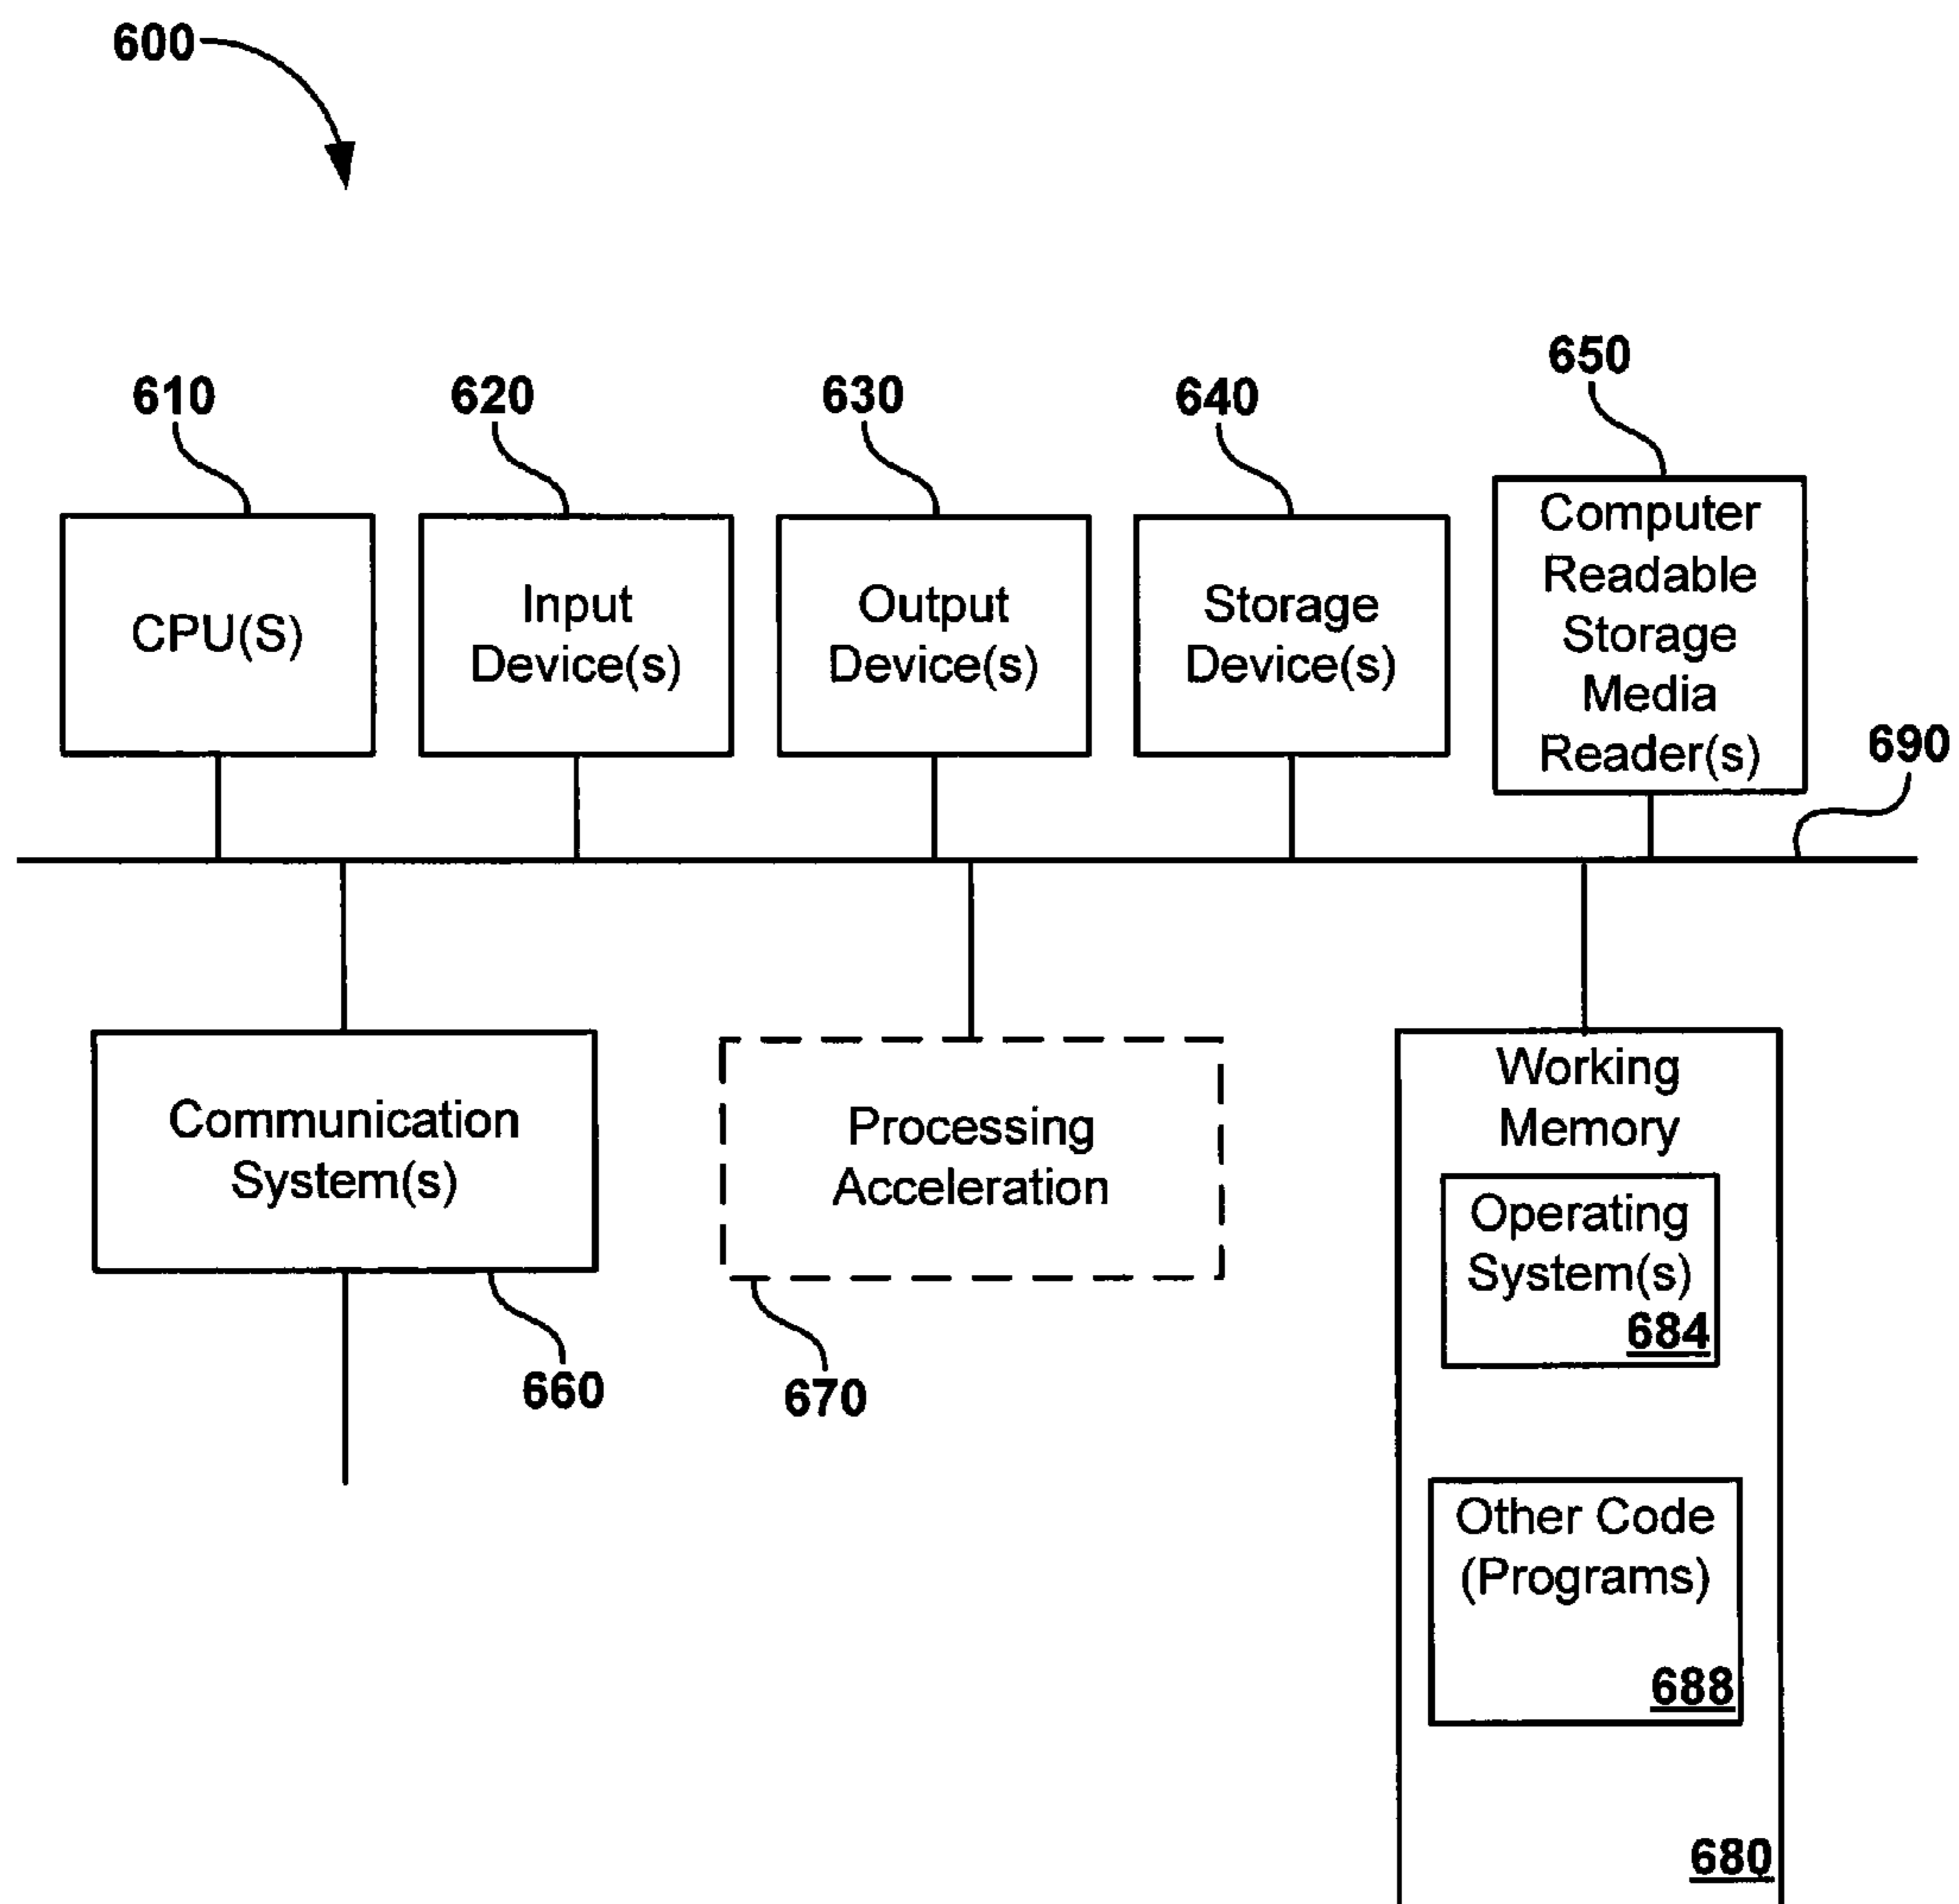 600
610
620
630
640
650
CPU(S)
Input
Device(s)
Output
Device(s)
Storage
Device(s)
Computer
Readable
Storage
Media
Reader(s)
690
Communication
System(s)
660
Processing
Acceleration
670
Working
Memory
Operating
System(s)
684
Other Code
(Programs)
688
680